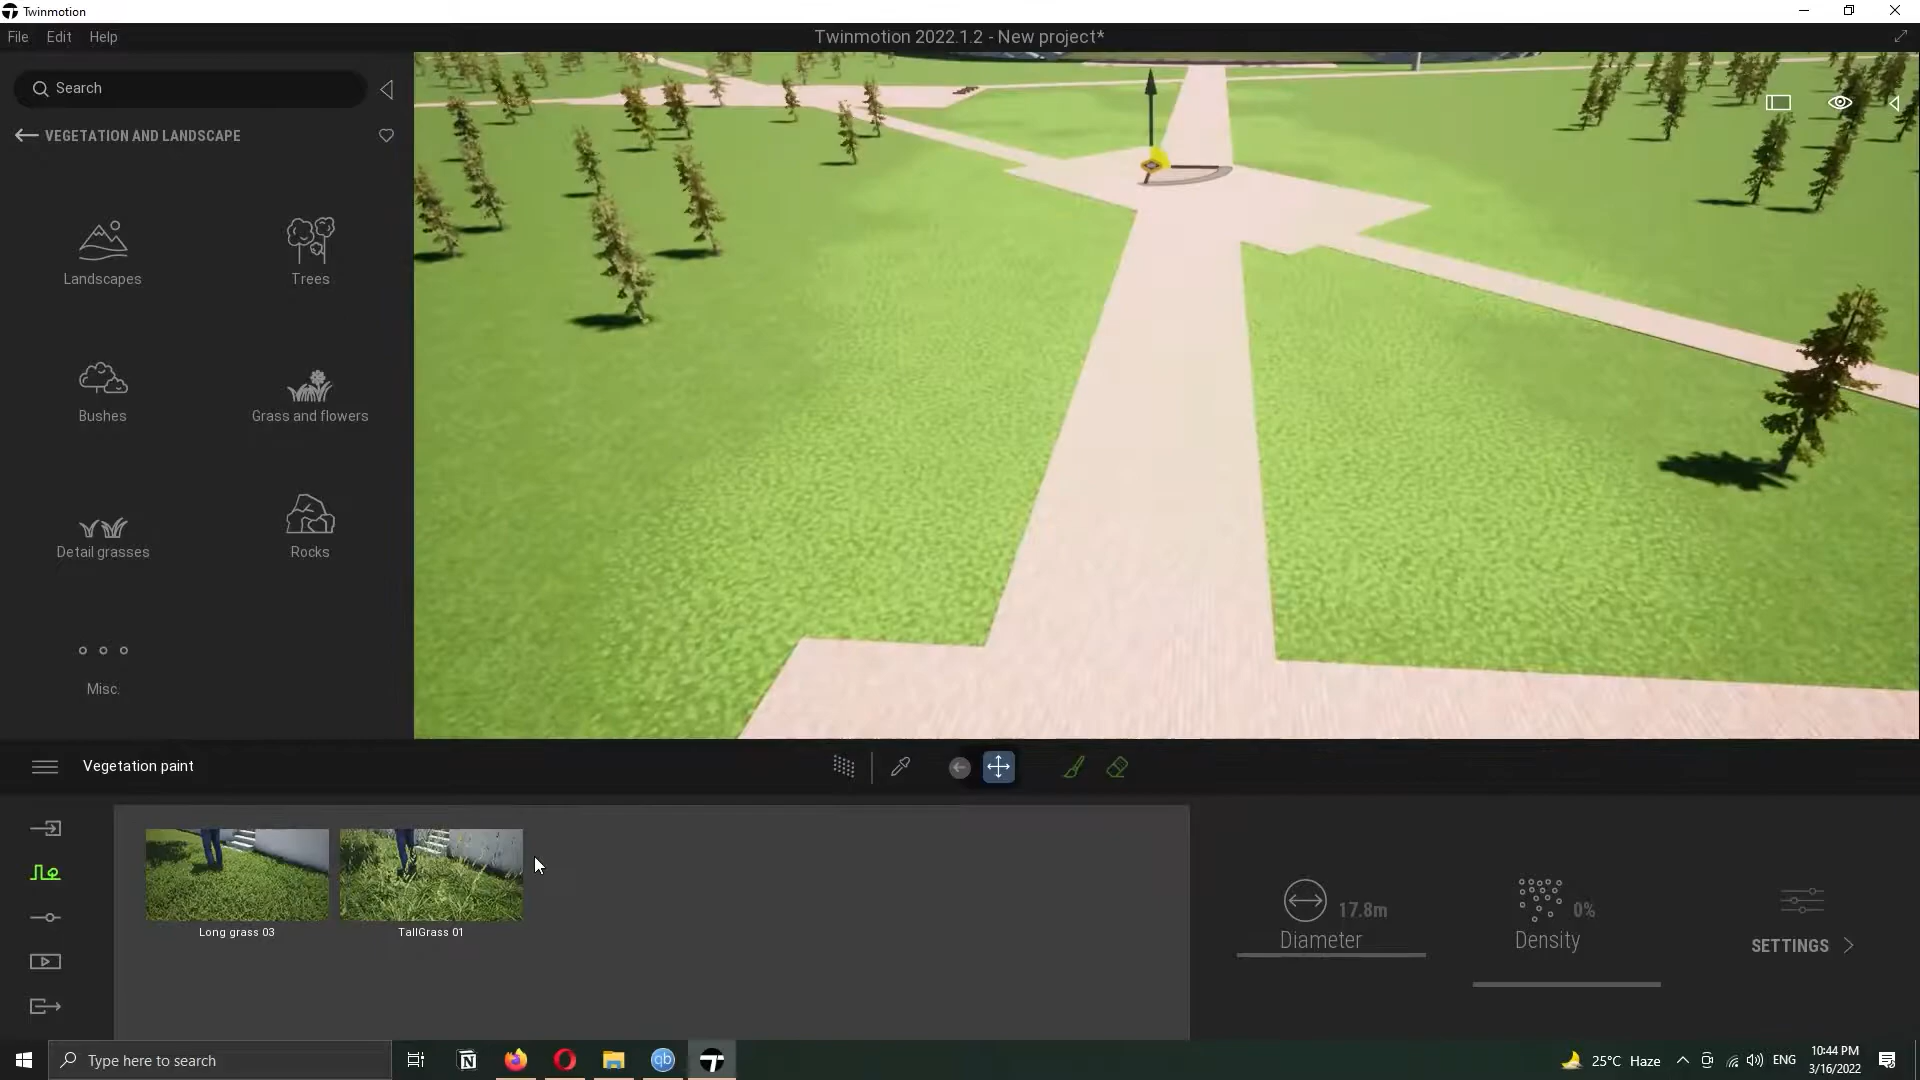 Twinmotion
File Edit Help
Twinmotion 2022.1.2 - New project*
Search
VEGETATION AND LANDSCAPE
Landscapes
Trees
Bushes
Grass and flowers
Detail grasses
Rocks
Misc.
Vegetation paint
Long grass 03
TallGrass 01
17.8m
Diameter
0%
Density
SETTINGS
Type here to search
N
qb
25°C Haze
ENG
10:44 PM
3/16/2022